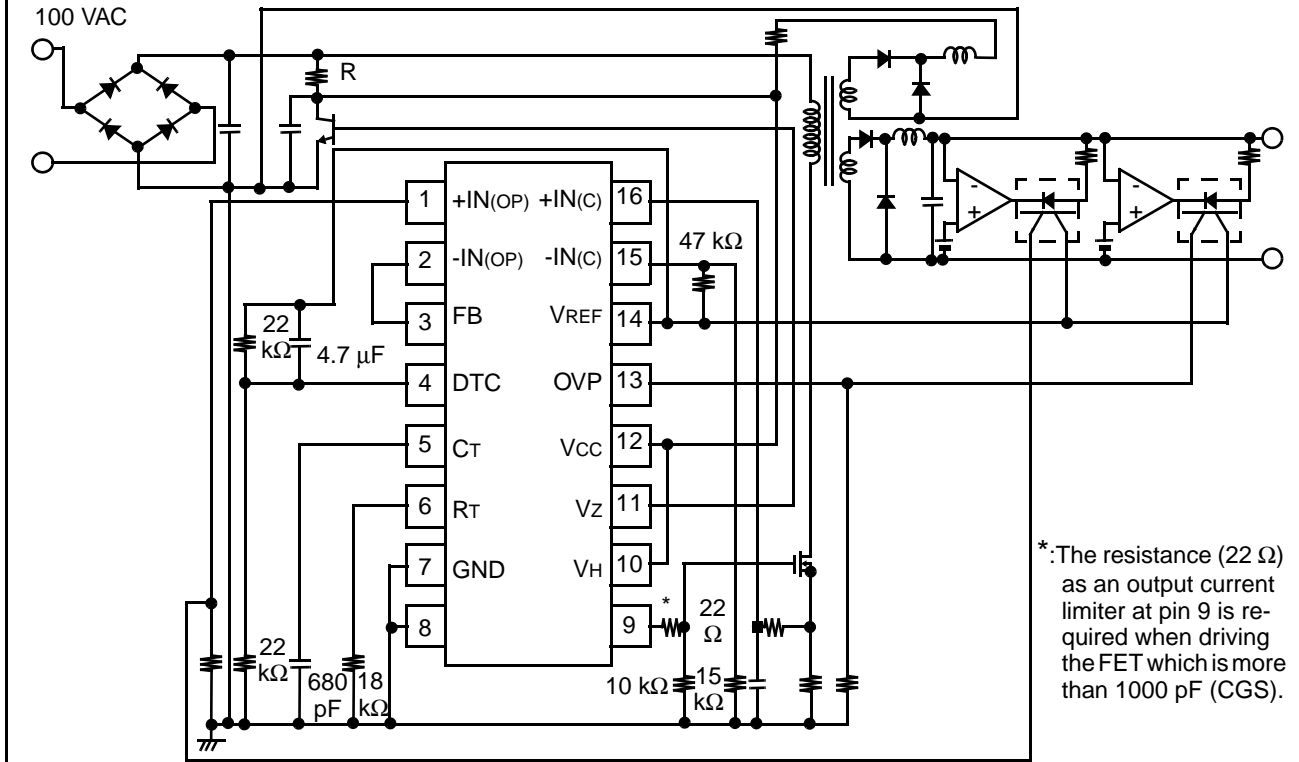 100 VAC
R
1 +IN(OP) +IN(C) 16
47 kΩ
2 -IN(OP) -IN(C) 15
22 kΩ
4.7 µF
3 FB VREF 14
4 DTC OVP 13
5 CT VCC 12
6 RT VZ 11
7 GND VH 10
8 9
*
22 Ω
22 kΩ
680 pF
18 kΩ
10 kΩ
15 kΩ
-
+
-
+
*:The resistance (22 Ω)
as an output current
limiter at pin 9 is re-
quired when driving
the FET which is more
than 1000 pF (CGS).